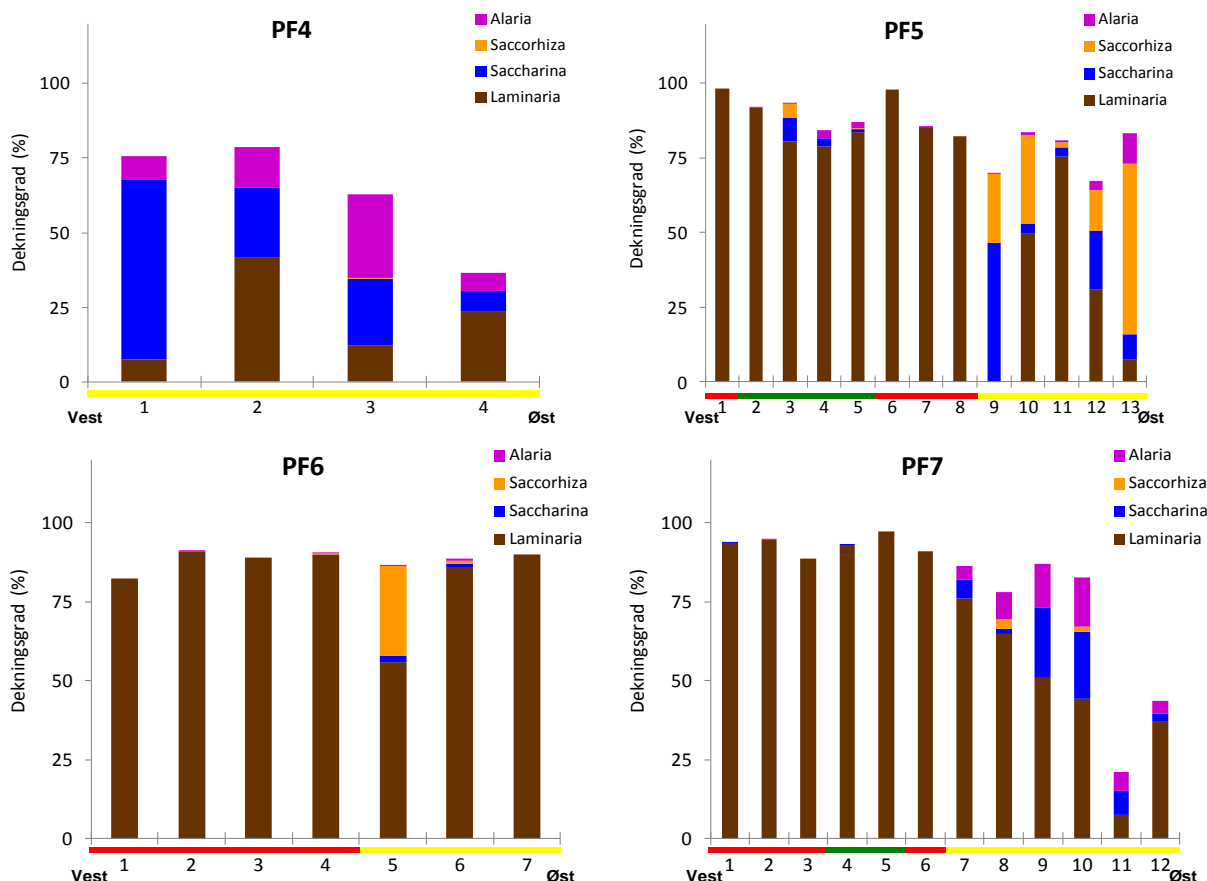 PF4
Alaria
Saccorhiza
Saccharina
Laminaria
Dekningsgrad (%)
100
75
50
25
0
1 2 3 4
Vest Øst
PF5
Alaria
Saccorhiza
Saccharina
Laminaria
Dekningsgrad (%)
100
75
50
25
0
1 2 3 4 5 6 7 8 9 10 11 12 13
Vest Øst
PF6
Alaria
Saccorhiza
Saccharina
Laminaria
Dekningsgrad (%)
100
75
50
25
0
1 2 3 4 5 6 7
Vest Øst
PF7
Alaria
Saccorhiza
Saccharina
Laminaria
Dekningsgrad (%)
100
75
50
25
0
1 2 3 4 5 6 7 8 9 10 11 12
Vest Øst